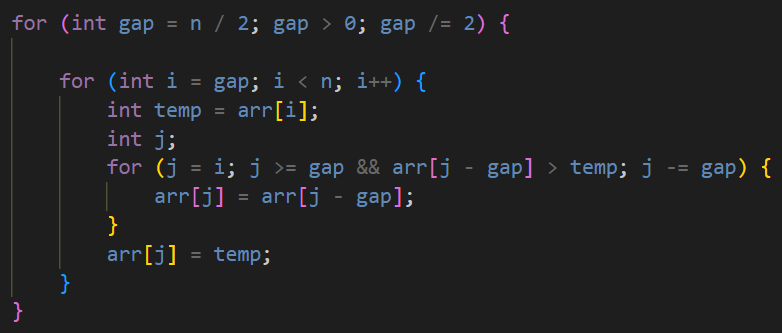 for (int gap = n / 2; gap > 0; gap /= 2) {
for (int i = gap; i < n; i++) {
int temp = arr[i];
int j;
for (j = i; j >= gap && arr[j - gap] > temp; j -= gap) {
arr[j] = arr[j - gap];
}
arr[j] = temp;
}
}